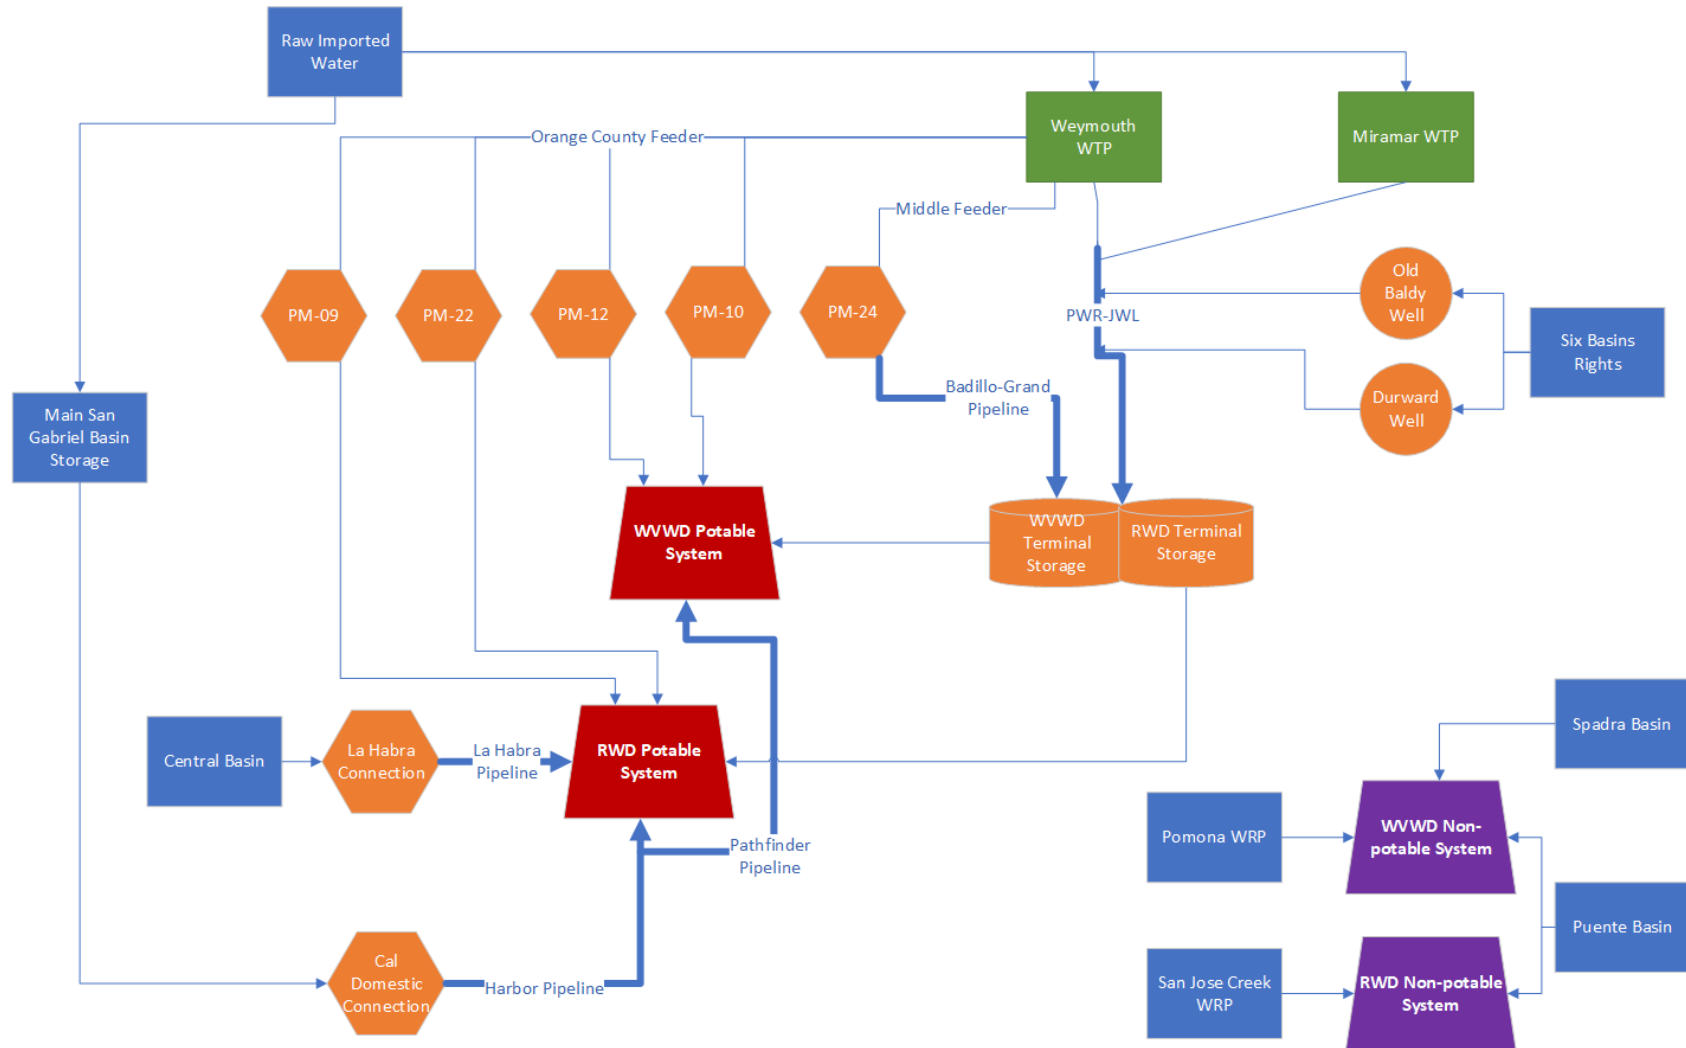 Raw Imported
Water
Orange County Feeder
Weymouth
WTP
Miramar WTP
Middle Feeder
PM-09
PM-22
PM-12
PM-10
PM-24
PWR-JWL
Old
Baldy
Well
Six Basins
Rights
Durward
Well
Main San
Gabriel Basin
Storage
Badillo-Grand
Pipeline
WVWD Potable
System
WVWD
Terminal
Storage
RWD Terminal
Storage
Central Basin
La Habra
Connection
La Habra
Pipeline
RWD Potable
System
Pathfinder
Pipeline
Spadra Basin
Pomona WRP
WVWD Non-
potable System
Puente Basin
Cal
Domestic
Connection
Harbor Pipeline
San Jose Creek
WRP
RWD Non-potable
System